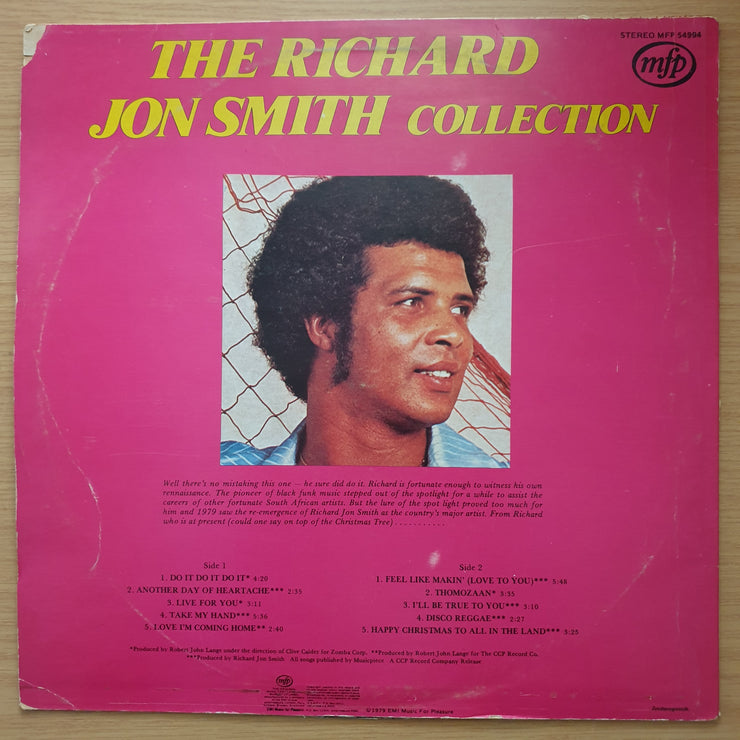 STEREO MFP 54994
mfp
THE RICHARD
JON SMITH COLLECTION
Well there's no mistaking this one — he sure did do it. Richard is fortunate enough to witness his own
rennaissance. The pioneer of black funk music stepped out of the spotlight for a while to assist the
careers of other fortunate South African artists. But the lure of the spot light proved too much for
him and 1979 saw the re-emergence of Richard Jon Smith as the country's major artist. From Richard
who is at present (could one say on top of the Christmas Tree) . . . . . . . . . . .
Side 1
1. DO IT DO IT DO IT* 4:20
2. ANOTHER DAY OF HEARTACHE*** 2:35
3. LIVE FOR YOU* 3:11
4. TAKE MY HAND*** 5:36
5. LOVE I'M COMING HOME** 2:40
Side 2
1. FEEL LIKE MAKIN' (LOVE TO YOU)*** 5:48
2. THOMOZAAN* 3:35
3. I'LL BE TRUE TO YOU*** 3:10
4. DISCO REGGAE*** 2:27
5. HAPPY CHRISTMAS TO ALL IN THE LAND*** 3:25
*Produced by Robert John Lange under the direction of Clive Calder for Zomba Corp. **Produced by Robert John Lange for The CCP Record Co.
***Produced by Richard Jon Smith All songs published by Musicpiece A CCP Record Company Release
mfp
EMI Music for Pleasure
©1979 EMI Music For Pleasure